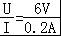 U/I = 6V/0.2A